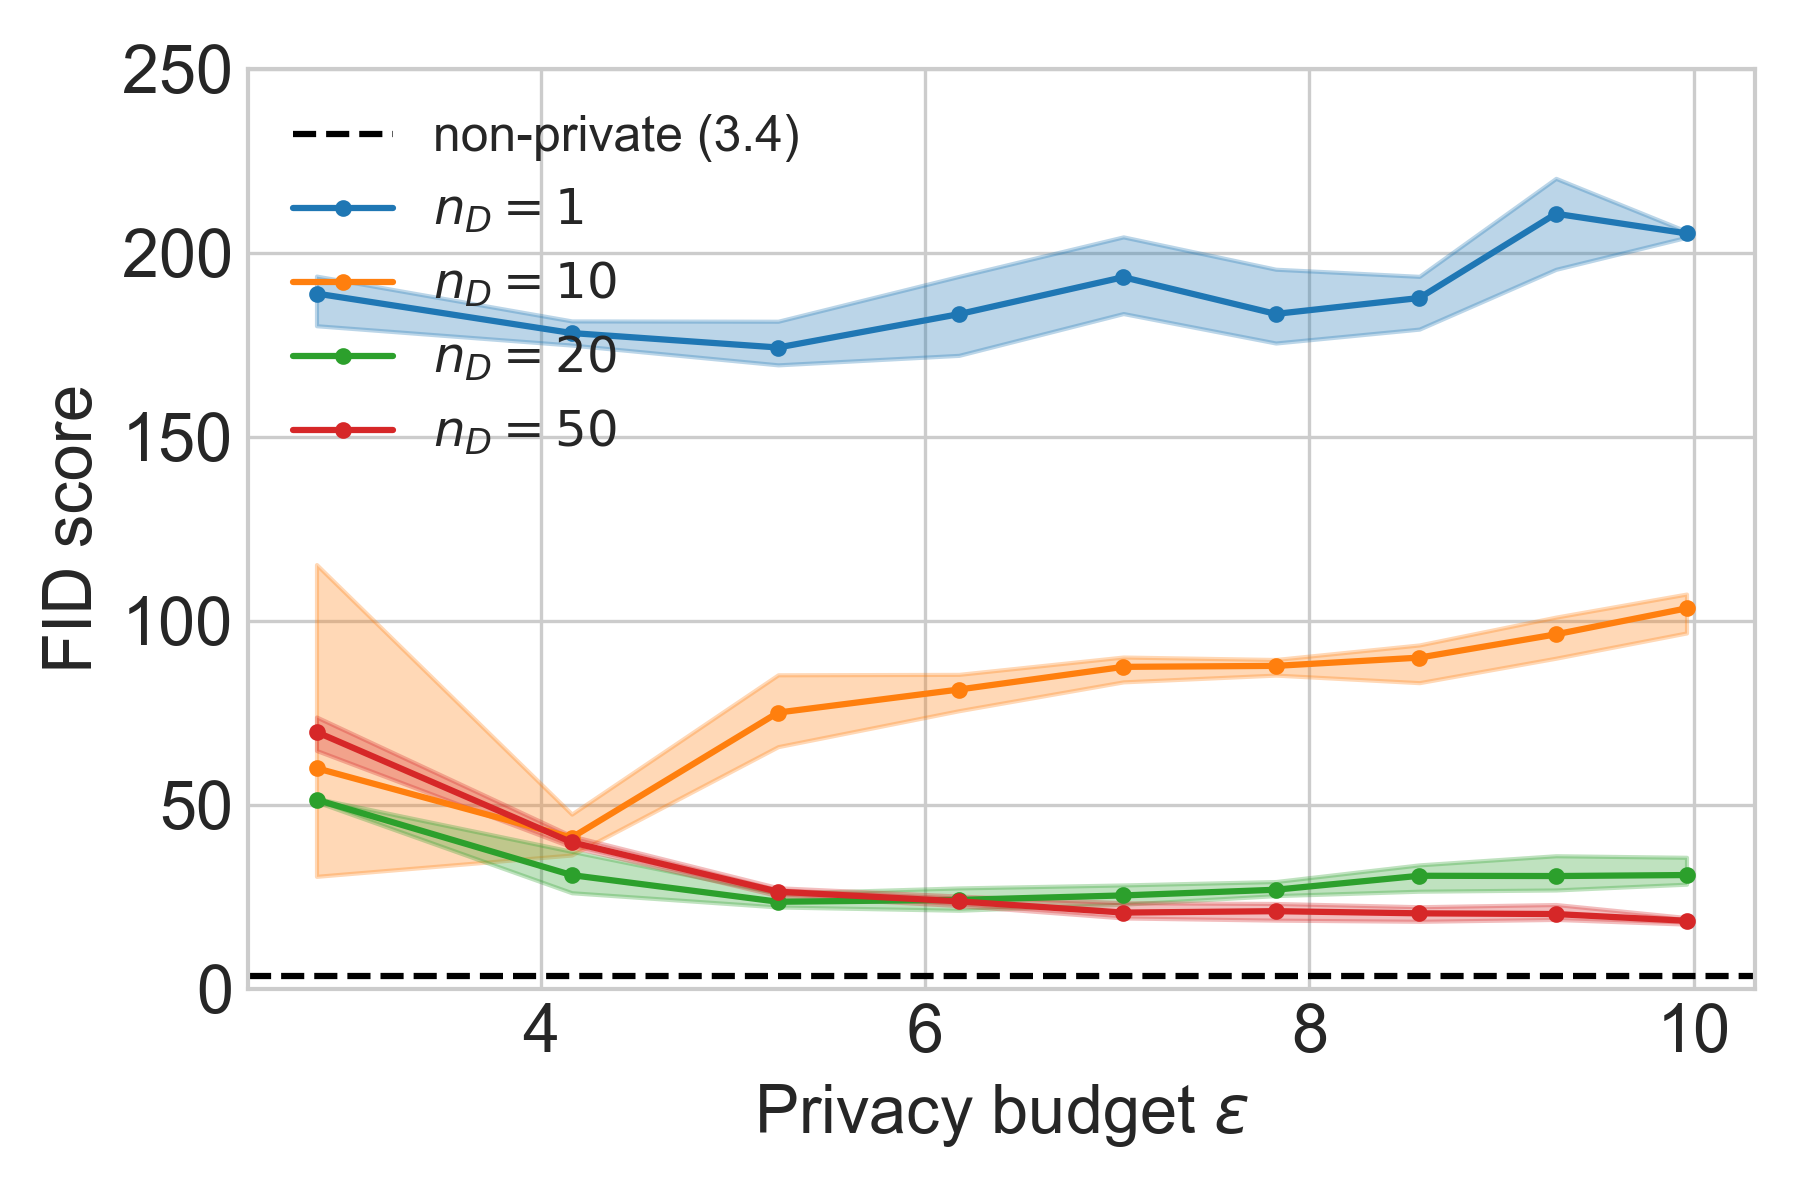 250
200
150
100
50
0
FID score
non-private (3.4)
n_D = 1
n_D = 10
n_D = 20
n_D = 50
4 6 8 10
Privacy budget ε